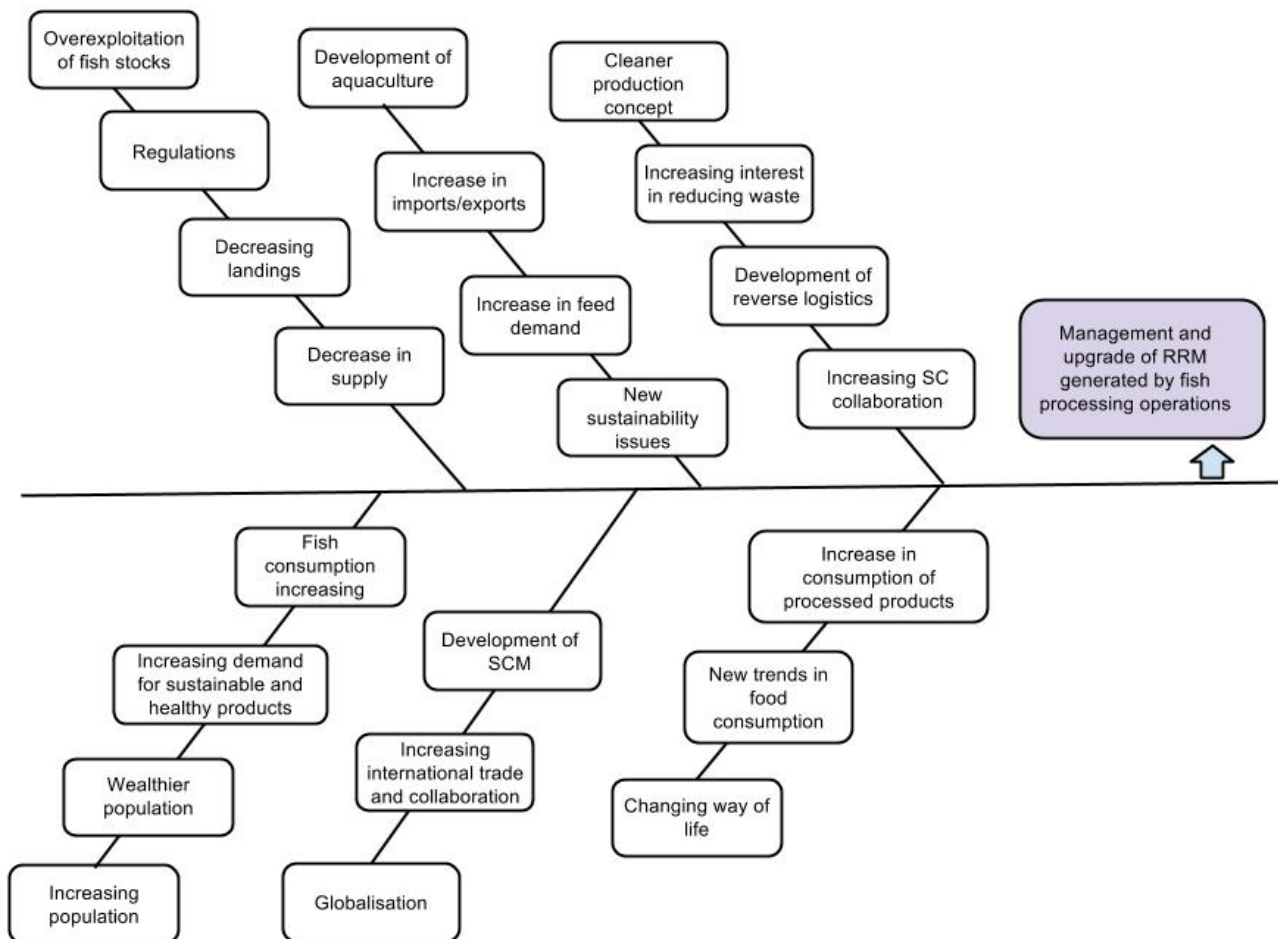 Overexploitation
of fish stocks
Regulations
Decreasing
landings
Decrease in
supply
Development of
aquaculture
Increase in
imports/exports
Increase in feed
demand
New
sustainability
issues
Cleaner
production
concept
Increasing interest
in reducing waste
Development of
reverse logistics
Increasing SC
collaboration
Management and
upgrade of RRM
generated by fish
processing operations
Fish
consumption
increasing
Increasing demand
for sustainable and
healthy products
Wealthier
population
Increasing
population
Development of
SCM
Increasing
international trade
and collaboration
Globalisation
Increase in
consumption of
processed products
New trends in
food
consumption
Changing way of
life